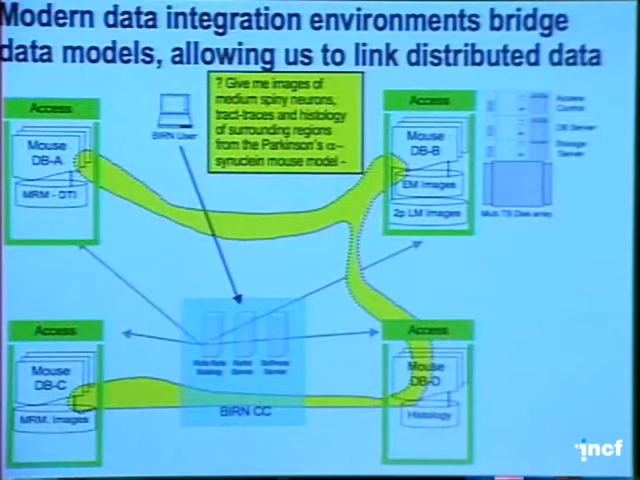 Modern data integration environments bridge
data models, allowing us to link distributed data
? Give me images of
medium spiny neurons,
tract-traces and histology
of surrounding regions
from the Parkinson's α–
synuclein mouse model -
Access
Mouse
DB-A
MRM - DTI
BIRN User
Access
Mouse
DB-B
EM Images
2p LM Images
Access
Control
DB Server
Storage
Server
Multi TB Disk array
Access
Mouse
DB-C
MRM, Images
Server
Server
BIRN CC
Access
Mouse
DB-D
Histology
incf